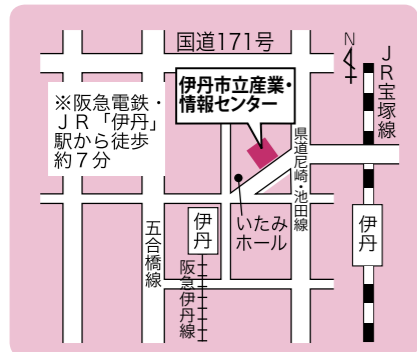 国道171号
N
JR宝塚線
伊丹市立産業・
情報センター
※阪急電鉄・
ＪＲ「伊丹」
駅から徒歩
約７分
県道尼崎・池田線
いたみ
ホール
伊丹
伊丹
五合橋線
阪急伊丹線